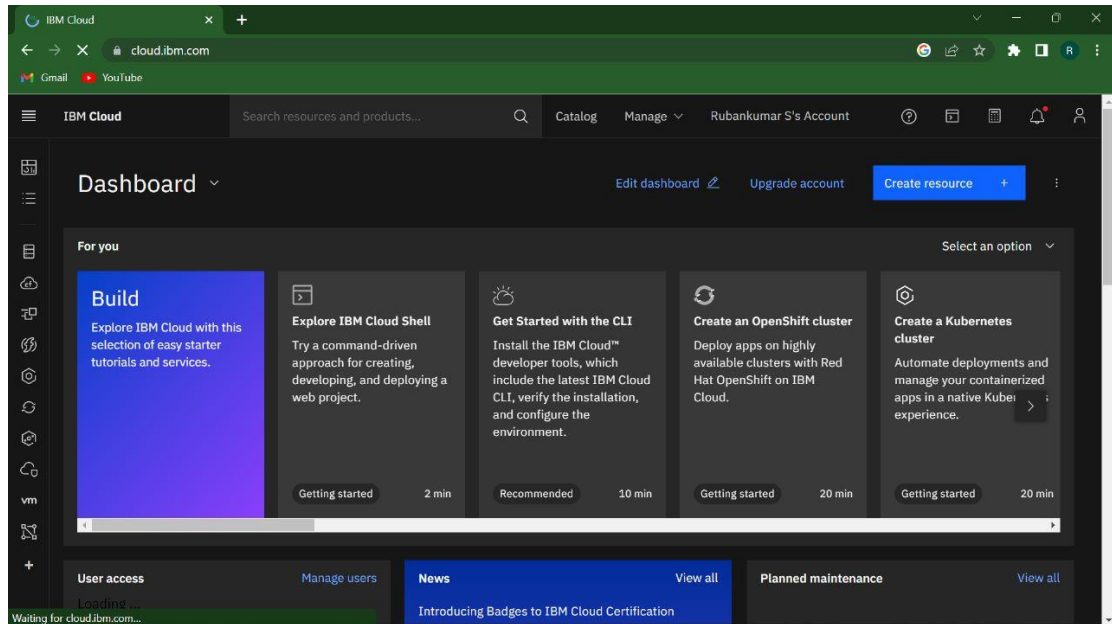 IBM Cloud
cloud.ibm.com
R
Gmail YouTube
IBM Cloud Search resources and products... Catalog Manage Rubankumar S's Account
Dashboard Edit dashboard Upgrade account Create resource +
For you Select an option
Build
Explore IBM Cloud with this
selection of easy starter
tutorials and services.
Explore IBM Cloud Shell
Try a command-driven
approach for creating,
developing, and deploying a
web project.
Getting started 2 min
Get Started with the CLI
Install the IBM Cloud™
developer tools, which
include the latest IBM Cloud
CLI, verify the installation,
and configure the
environment.
Recommended 10 min
Create an OpenShift cluster
Deploy apps on highly
available clusters with Red
Hat OpenShift on IBM
Cloud.
Getting started 20 min
Create a Kubernetes
cluster
Automate deployments and
manage your containerized
apps in a native
experience.
Getting started 20 min
vm
User access Manage users
Loading ...
News View all
Introducing Badges to IBM Cloud Certification
Planned maintenance View all
Waiting for cloud.ibm.com...